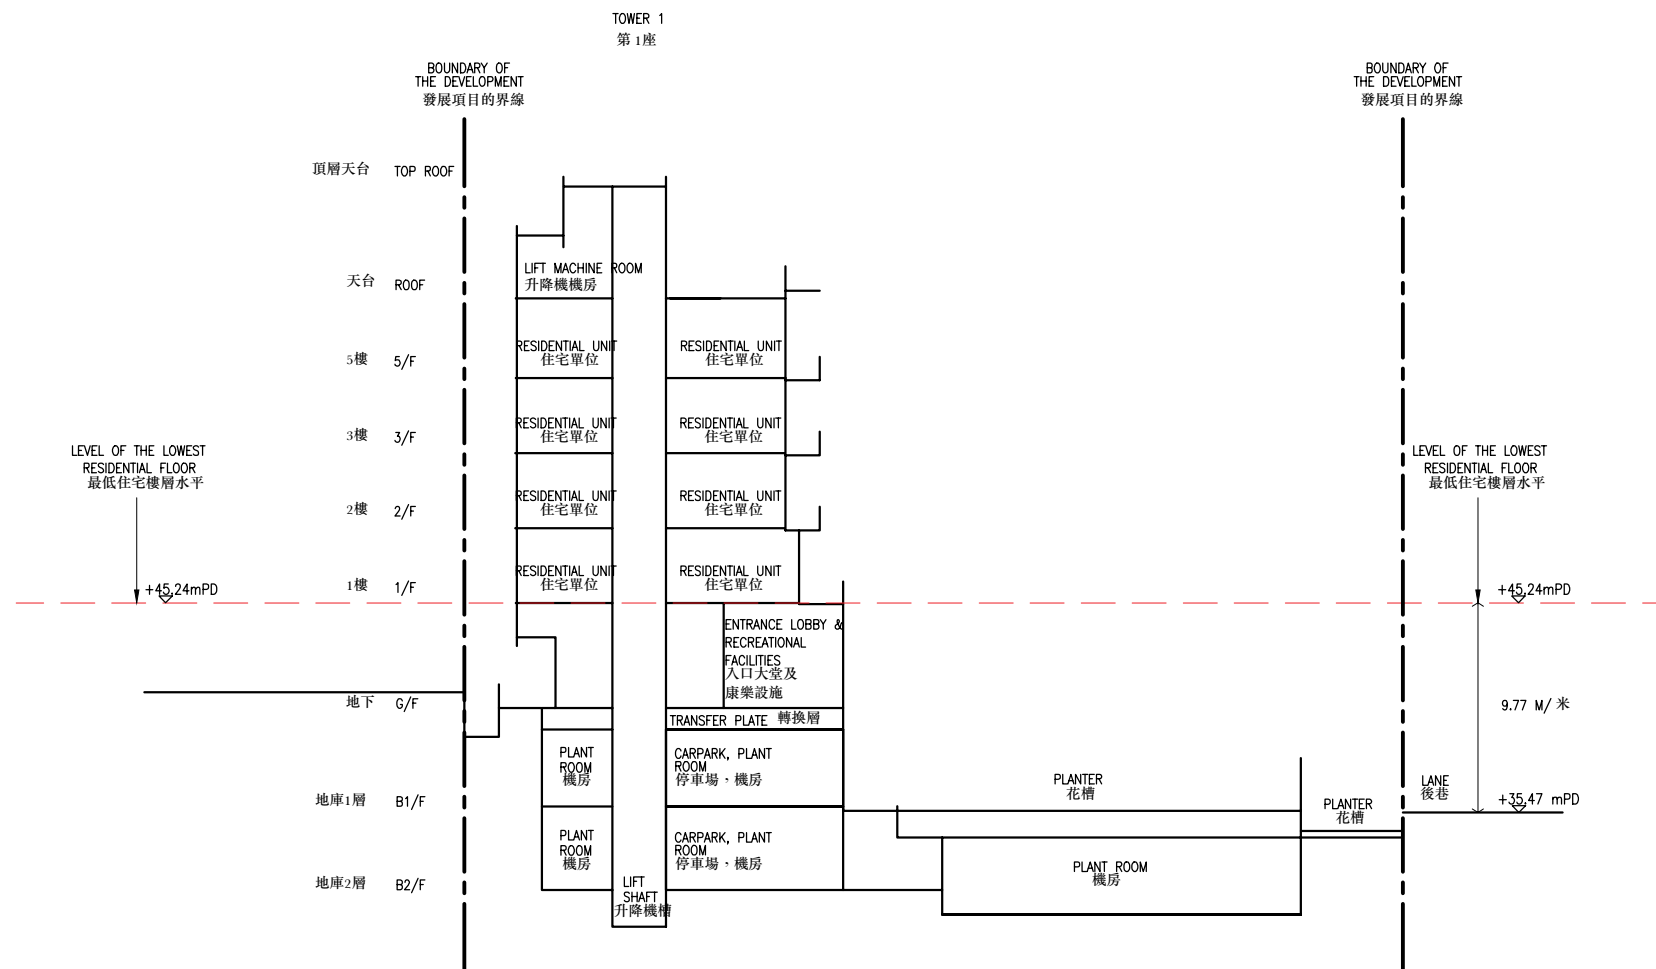 TOWER 1
第 1座
BOUNDARY OF
THE DEVELOPMENT
發展項目的界線
BOUNDARY OF
THE DEVELOPMENT
發展項目的界線
頂層天台 TOP ROOF
LIFT MACHINE ROOM
升降機機房
天台 ROOF
RESIDENTIAL UNIT
住宅單位
RESIDENTIAL UNIT
住宅單位
5樓 5/F
RESIDENTIAL UNIT
住宅單位
RESIDENTIAL UNIT
住宅單位
3樓 3/F
LEVEL OF THE LOWEST
RESIDENTIAL FLOOR
最低住宅樓層水平
LEVEL OF THE LOWEST
RESIDENTIAL FLOOR
最低住宅樓層水平
RESIDENTIAL UNIT
住宅單位
RESIDENTIAL UNIT
住宅單位
2樓 2/F
RESIDENTIAL UNIT
住宅單位
RESIDENTIAL UNIT
住宅單位
1樓 1/F
+45.24mPD
+45.24mPD
ENTRANCE LOBBY &
RECREATIONAL
FACILITIES
入口大堂及
康樂設施
地下 G/F
9.77 M/ 米
TRANSFER PLATE 轉換層
PLANT
ROOM
機房
CARPARK, PLANT
ROOM
停車場、機房
PLANTER
花槽
LANE
後巷
地庫1層 B1/F
PLANTER
花槽
+35.47 mPD
PLANT
ROOM
機房
CARPARK, PLANT
ROOM
停車場、機房
PLANT ROOM
機房
地庫2層 B2/F
LIFT
SHAFT
升降機槽